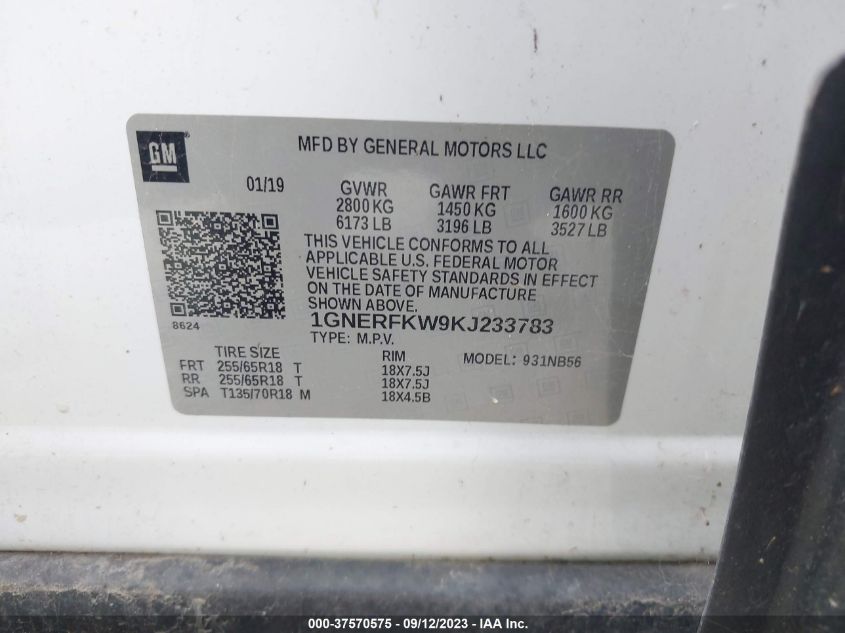 GM
MFD BY GENERAL MOTORS LLC
01/19 GVWR GAWR FRT GAWR RR
2800 KG 1450 KG 1600 KG
6173 LB 3196 LB 3527 LB
THIS VEHICLE CONFORMS TO ALL
APPLICABLE U.S. FEDERAL MOTOR
VEHICLE SAFETY STANDARDS IN EFFECT
ON THE DATE OF MANUFACTURE
SHOWN ABOVE.
8624
1GNERFKW9KJ233783
TYPE: M.P.V.
TIRE SIZE RIM MODEL: 931NB56
FRT 255/65R18 T 18X7.5J
RR 255/65R18 T 18X7.5J
SPA T135/70R18 M 18X4.5B
000-37570575 - 09/12/2023 - Copyright IAA, Inc.